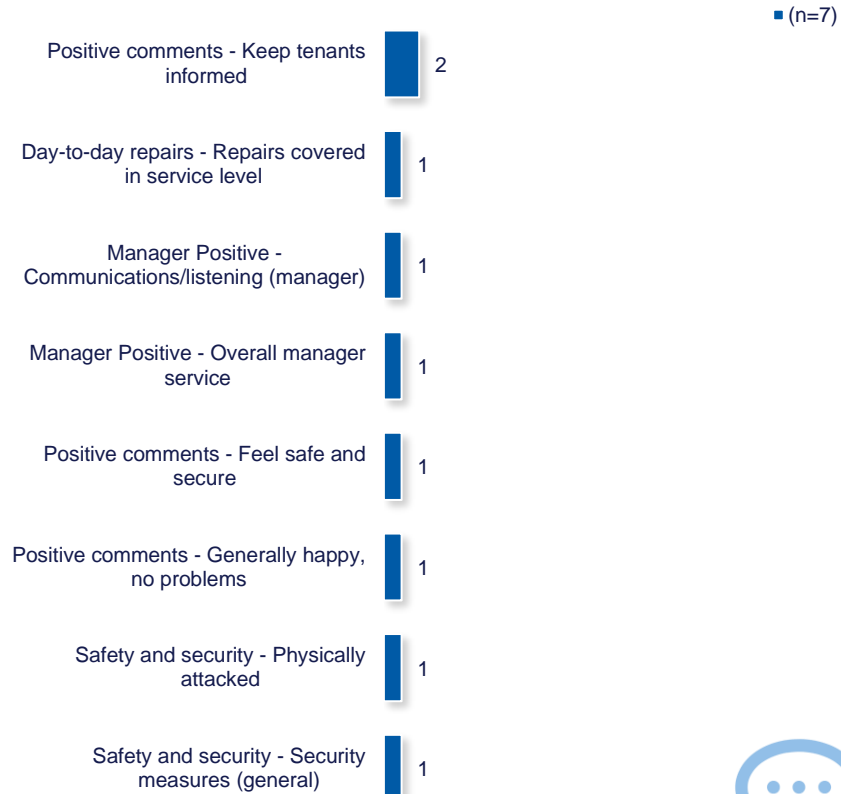 (n=7)
Positive comments - Keep tenants
informed
2
Day-to-day repairs - Repairs covered
in service level
1
Manager Positive -
Communications/listening (manager)
1
Manager Positive - Overall manager
service
1
Positive comments - Feel safe and
secure
1
Positive comments - Generally happy,
no problems
1
Safety and security - Physically
attacked
1
Safety and security - Security
measures (general)
1